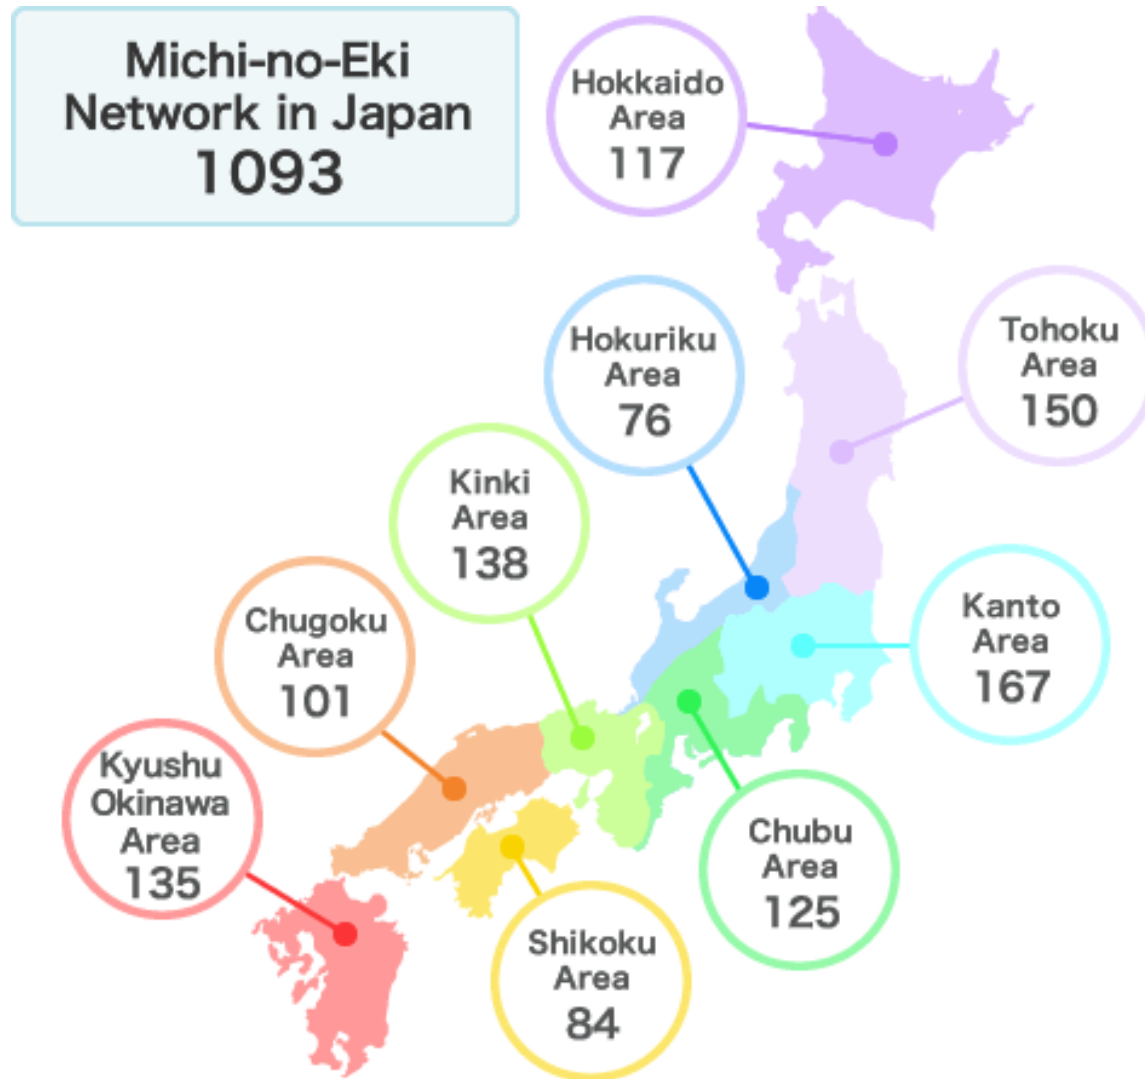 Michi-no-Eki
Network in Japan
1093
Hokkaido
Area
117
Tohoku
Area
150
Hokuriku
Area
76
Kinki
Area
138
Kanto
Area
167
Chugoku
Area
101
Kyushu
Okinawa
Area
135
Chubu
Area
125
Shikoku
Area
84